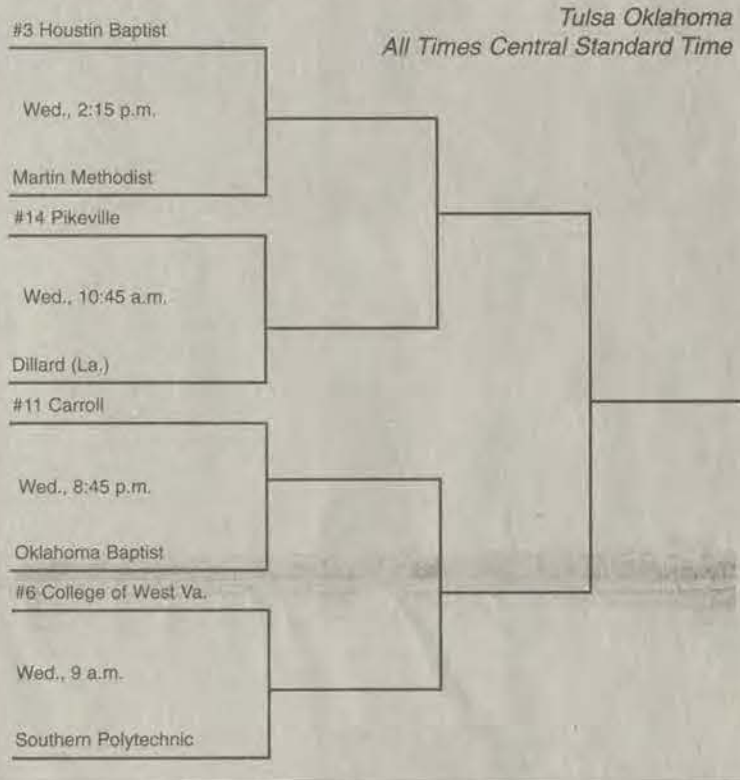 Tulsa Oklahoma
All Times Central Standard Time
#3 Houstin Baptist
Wed., 2:15 p.m.
Martin Methodist
#14 Pikeville
Wed., 10:45 a.m.
Dillard (La.)
#11 Carroll
Wed., 8:45 p.m.
Oklahoma Baptist
#6 College of West Va.
Wed., 9 a.m.
Southern Polytechnic